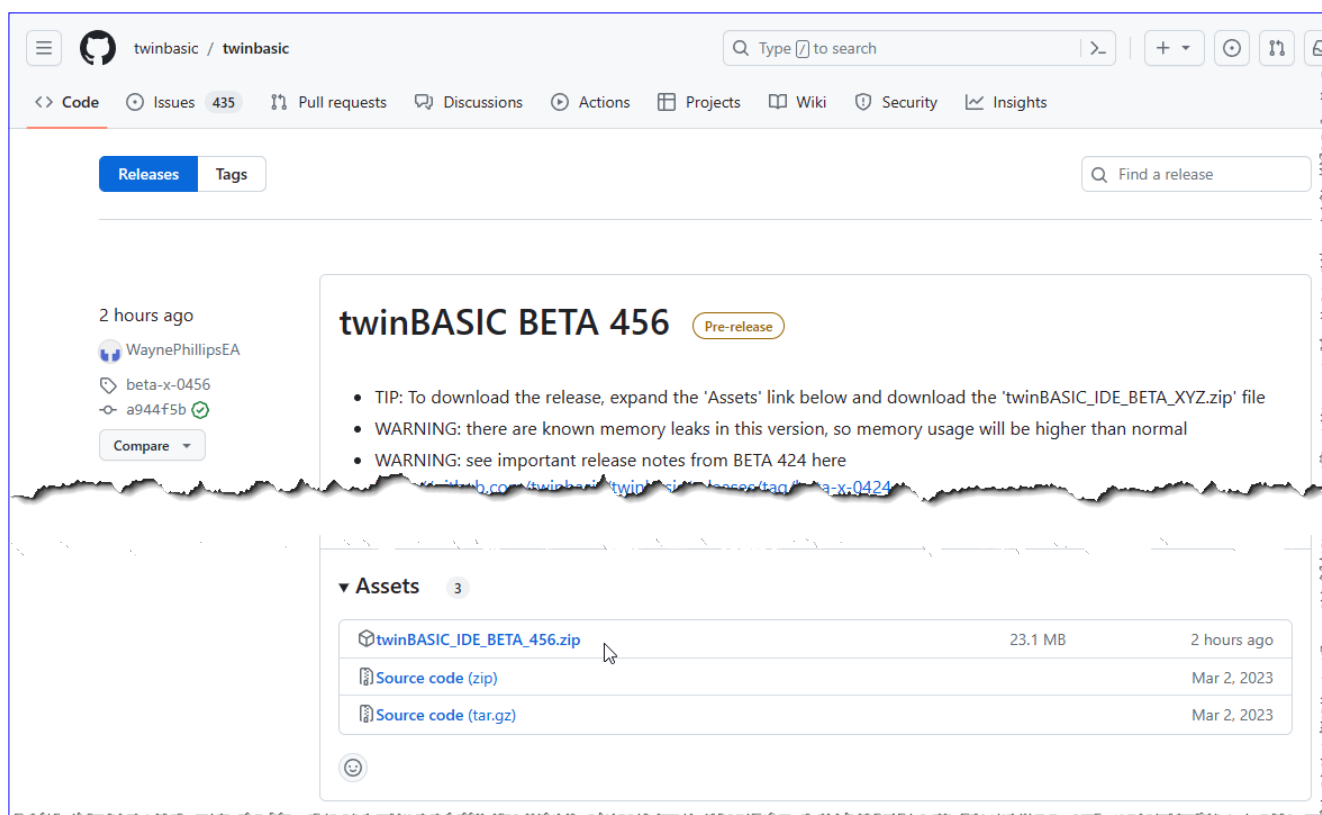 twinbasic / twinbasic
Type / to search
Code Issues 435 Pull requests Discussions Actions Projects Wiki Security Insights
Releases Tags
Find a release
2 hours ago
WaynePhillipsEA
beta-x-0456
a944f5b
Compare
twinBASIC BETA 456 Pre-release
TIP: To download the release, expand the 'Assets' link below and download the 'twinBASIC_IDE_BETA_XYZ.zip' file
WARNING: there are known memory leaks in this version, so memory usage will be higher than normal
WARNING: see important release notes from BETA 424 here
Assets 3
twinBASIC_IDE_BETA_456.zip 23.1 MB 2 hours ago
Source code (zip) Mar 2, 2023
Source code (tar.gz) Mar 2, 2023